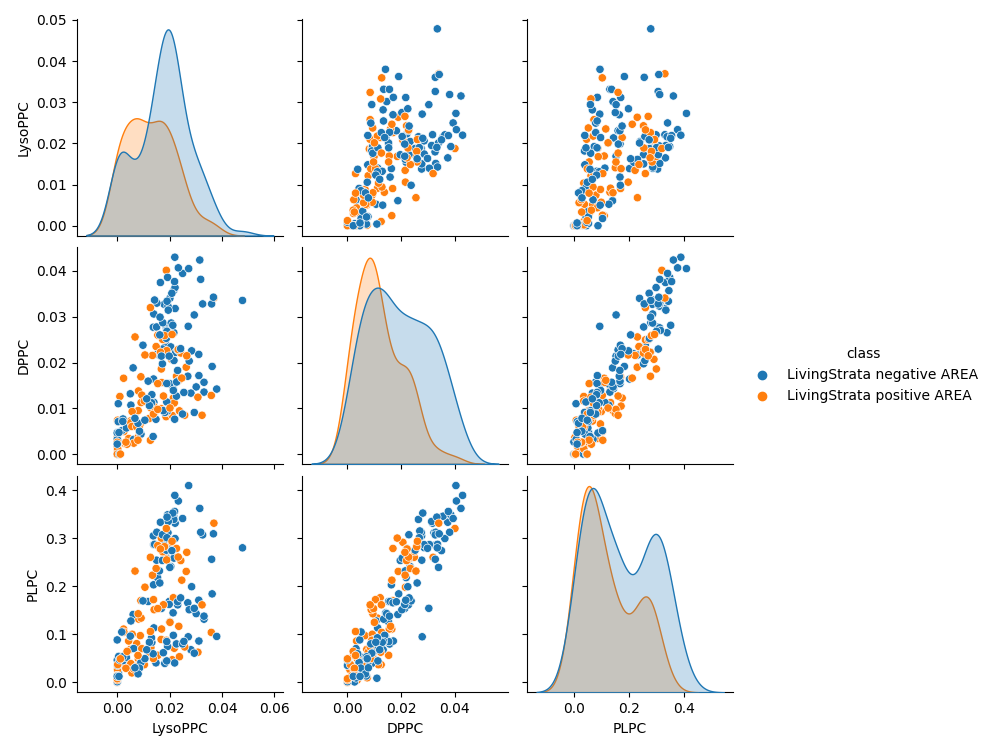 0.05
0.04
0.03
0.02
0.01
0.00
LysoPPC
0.04
0.03
0.02
0.01
0.00
DPPC
class
LivingStrata negative AREA
LivingStrata positive AREA
0.4
0.3
0.2
0.1
0.0
PLPC
0.00 0.02 0.04 0.06 0.00 0.02 0.04 0.0 0.2 0.4
LysoPPC DPPC PLPC